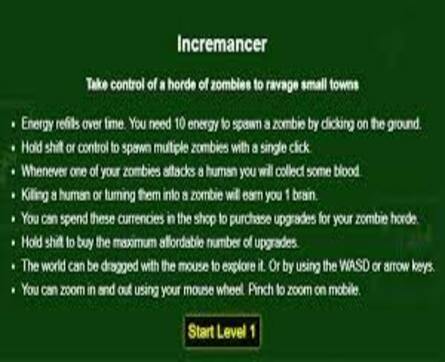 Incremancer
Take control of a horde of zombies to ravage small towns
• Energy refills over time. You need 10 energy to spawn a zombie by clicking on the ground.
• Hold shift or control to spawn multiple zombies with a single click.
• Whenever one of your zombies attacks a human you will collect some blood.
• Killing a human or turning them into a zombie will earn you 1 brain.
• You can spend these currencies in the shop to purchase upgrades for your zombie horde.
• Hold shift to buy the maximum affordable number of upgrades.
• The world can be dragged with the mouse to explore it. Or by using the WASD or arrow keys.
• You can zoom in and out using your mouse wheel. Pinch to zoom on mobile.
Start Level 1